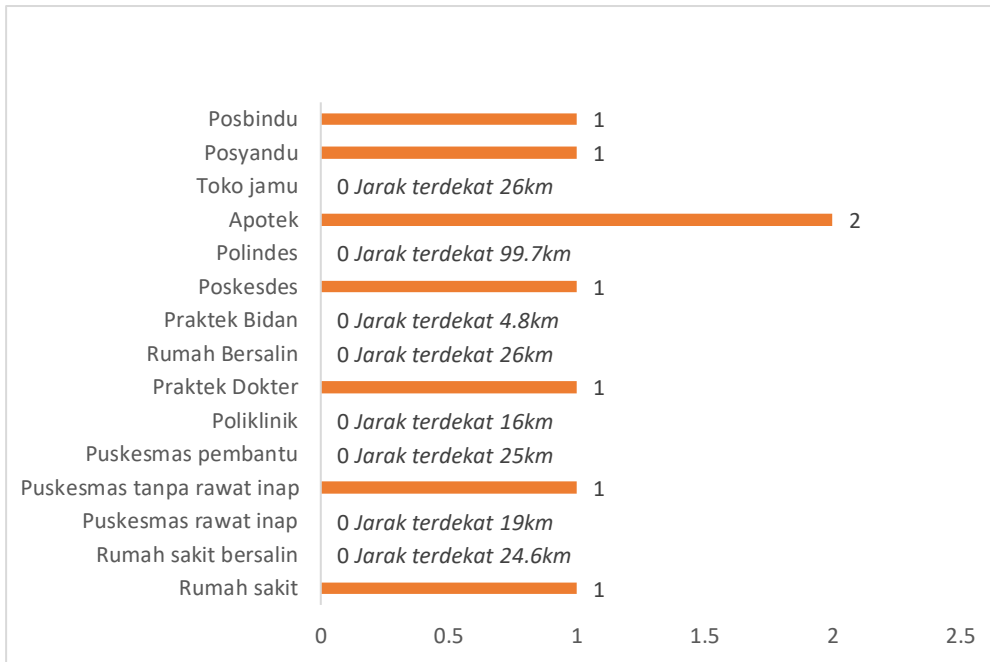 Posbindu 1
Posyandu 1
Toko jamu 0 Jarak terdekat 26km
Apotek 2
Polindes 0 Jarak terdekat 99.7km
Poskesdes 1
Praktek Bidan 0 Jarak terdekat 4.8km
Rumah Bersalin 0 Jarak terdekat 26km
Praktek Dokter 1
Poliklinik 0 Jarak terdekat 16km
Puskesmas pembantu 0 Jarak terdekat 25km
Puskesmas tanpa rawat inap 1
Puskesmas rawat inap 0 Jarak terdekat 19km
Rumah sakit bersalin 0 Jarak terdekat 24.6km
Rumah sakit 1
0 0.5 1 1.5 2 2.5